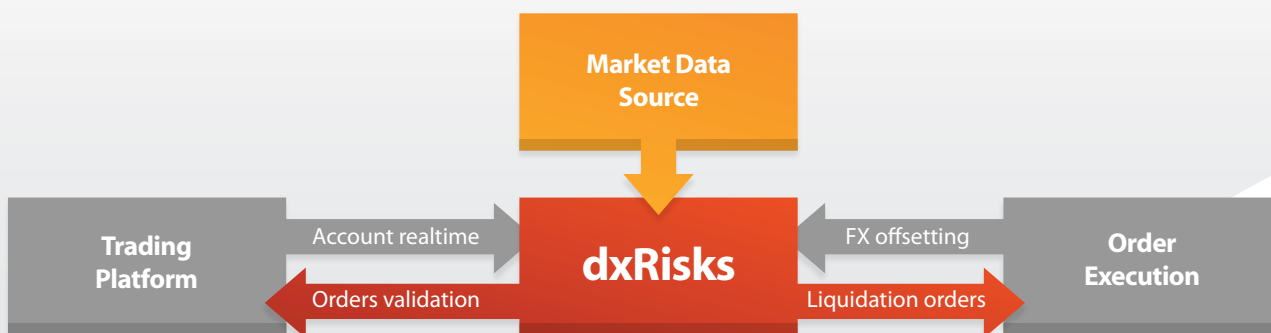 Market Data
Source
Trading
Platform
Account realtime
Orders validation
dxRisks
FX offsetting
Liquidation orders
Order
Execution